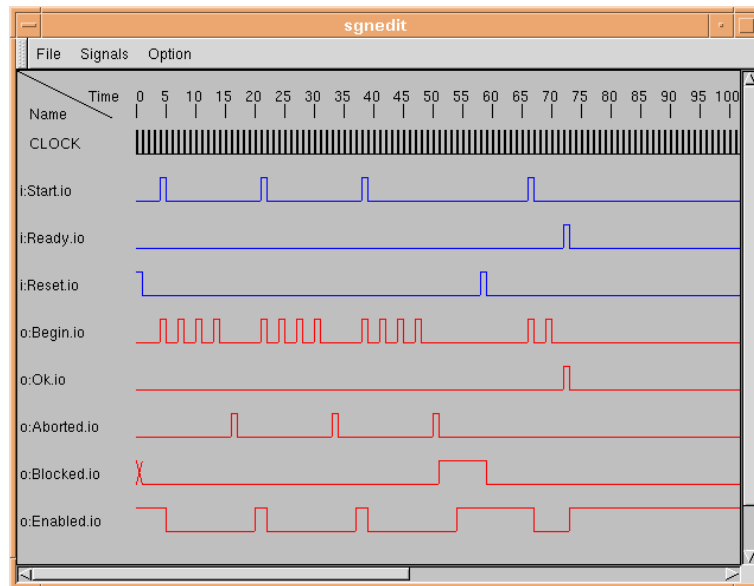 sgnedit
File Signals Option
Time 0 5 10 15 20 25 30 35 40 45 50 55 60 65 70 75 80 85 90 95 100
Name
CLOCK
i:Start.io
i:Ready.io
i:Reset.io
o:Begin.io
o:Ok.io
o:Aborted.io
o:Blocked.io
o:Enabled.io